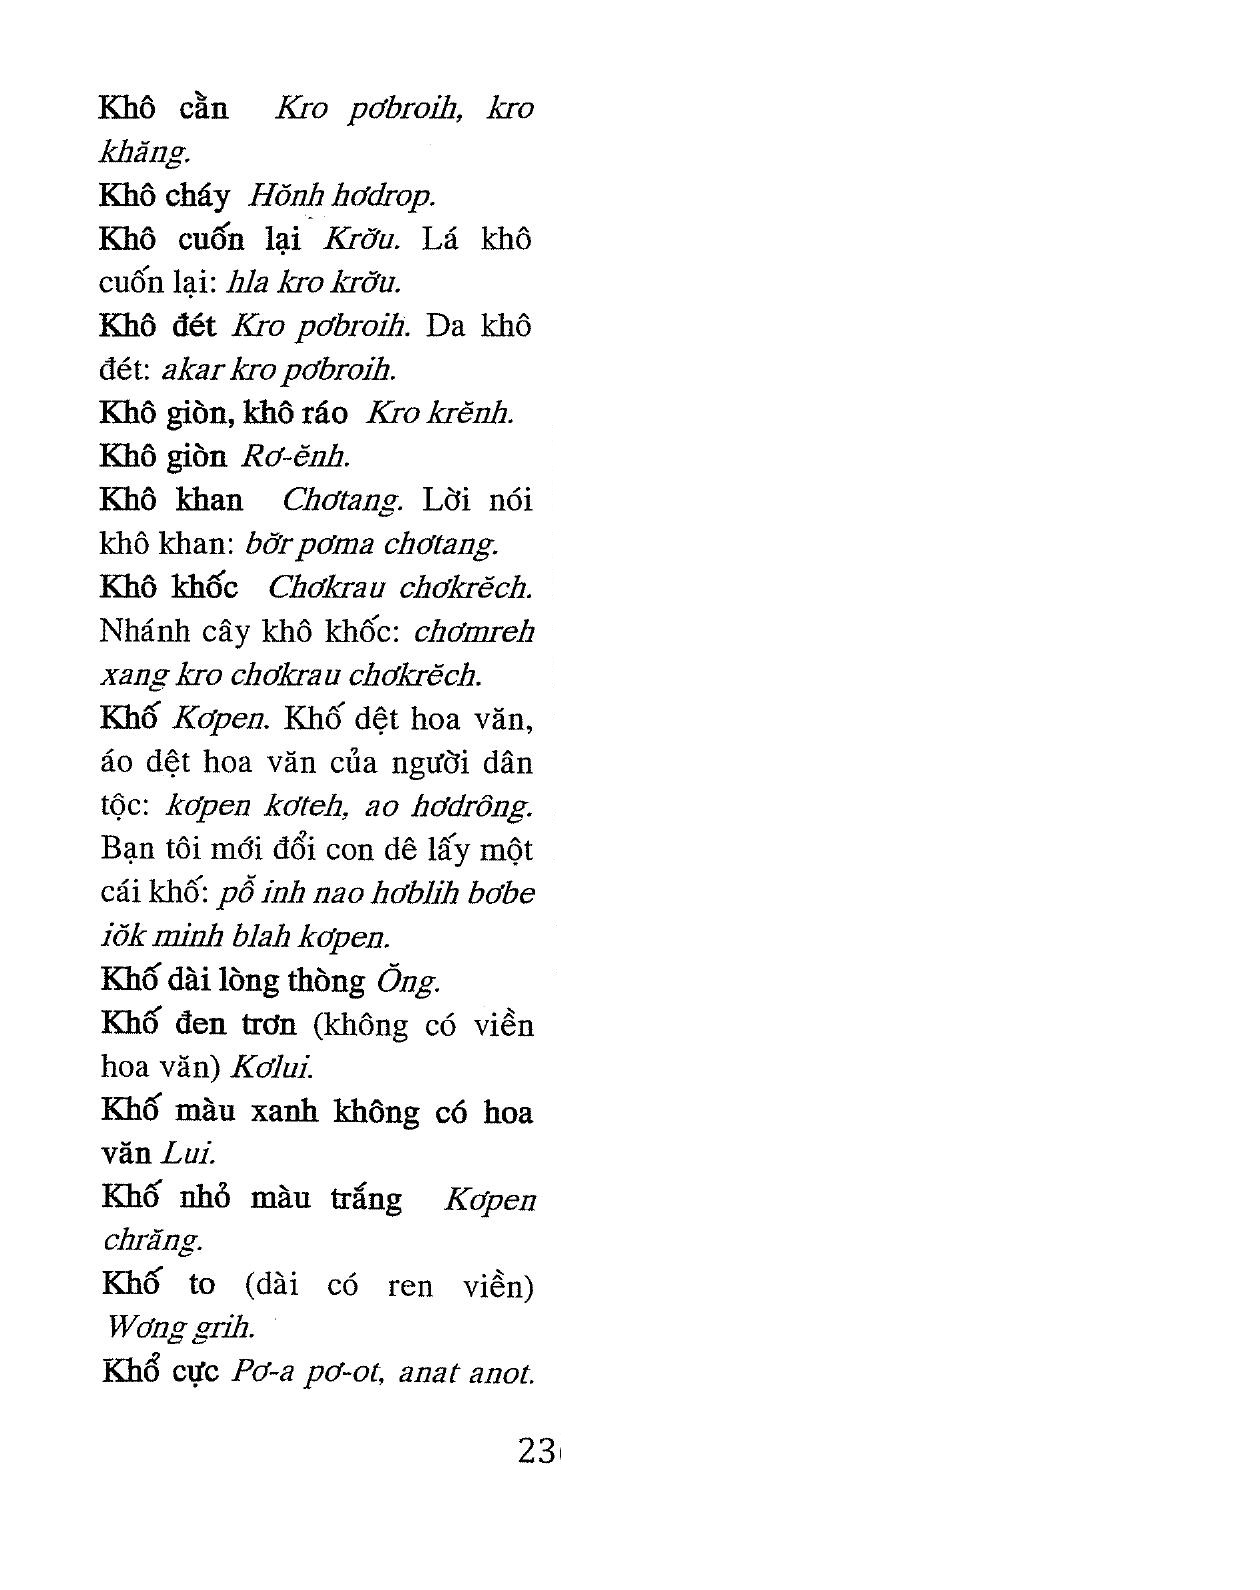 Khô cằn Kro pơbroih, kro
khăng.
Khô cháy Hŏnh hơdrop.
Khô cuốn lại Krơ̆u. Lá khô
cuốn lại: hla kro krơ̆u.
Khô đét Kro pơbroih. Da khô
đét: akar kro pơbroih.
Khô giòn, khô ráo Kro krĕnh.
Khô giòn Rơ-ĕnh.
Khô khan Chơtang. Lời nói
khô khan: bơ̆r pơma chơtang.
Khô khốc Chơkrau chơkrĕch.
Nhánh cây khô khốc: chơmreh
xang kro chơkrau chơkrĕch.
Khố Kơpen. Khố dệt hoa văn,
áo dệt hoa văn của người dân
tộc: kơpen kơteh, ao hơdrông.
Bạn tôi mới đổi con dê lấy một
cái khố: pô̆ inh nao hơblih bơbe
iŏk minh blah kơpen.
Khố dài lòng thòng Ŏng.
Khố đen trơn (không có viền
hoa văn) Kơlui.
Khố màu xanh không có hoa
văn Lui.
Khố nhỏ màu trắng Kơpen
chrăng.
Khố to (dài có ren viền)
Wơng grih.
Khổ cực Pơ-a pơ-ot, anat anot.
23